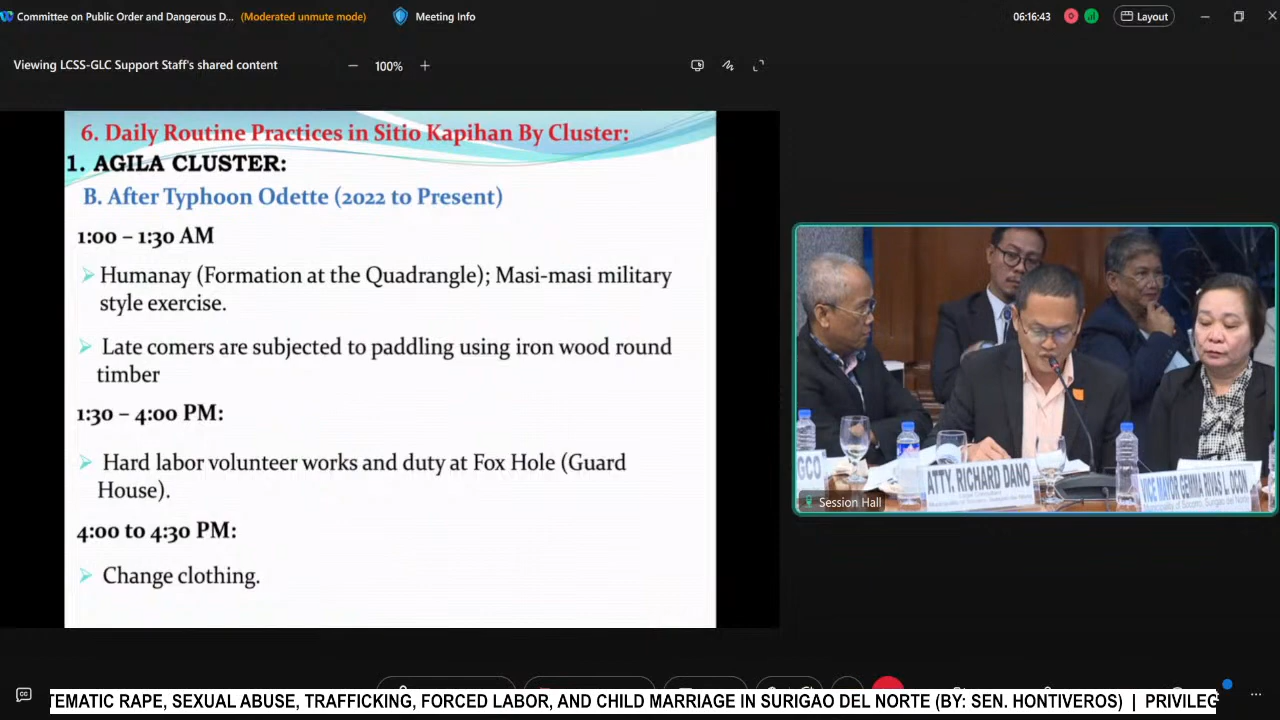 Committee on Public Order and Dangerous D... (Moderated unmute mode) Meeting Info 06:16:43 Layout
Viewing LCSS-GLC Support Staff's shared content 100%
6. Daily Routine Practices in Sitio Kapihan By Cluster:
1. AGILA CLUSTER:
B. After Typhoon Odette (2022 to Present)
1:00 – 1:30 AM
Humanay (Formation at the Quadrangle); Masi-masi military
style exercise.
Late comers are subjected to paddling using iron wood round
timber
1:30 – 4:00 PM:
Hard labor volunteer works and duty at Fox Hole (Guard
House).
4:00 to 4:30 PM:
Change clothing.
GCO
ATTY. RICHARD DANO
VICE MAYOR GEMMA RIVAS L. OCON
Session Hall
TEMATIC RAPE, SEXUAL ABUSE, TRAFFICKING, FORCED LABOR, AND CHILD MARRIAGE IN SURIGAO DEL NORTE (BY: SEN. HONTIVEROS) | PRIVILEG